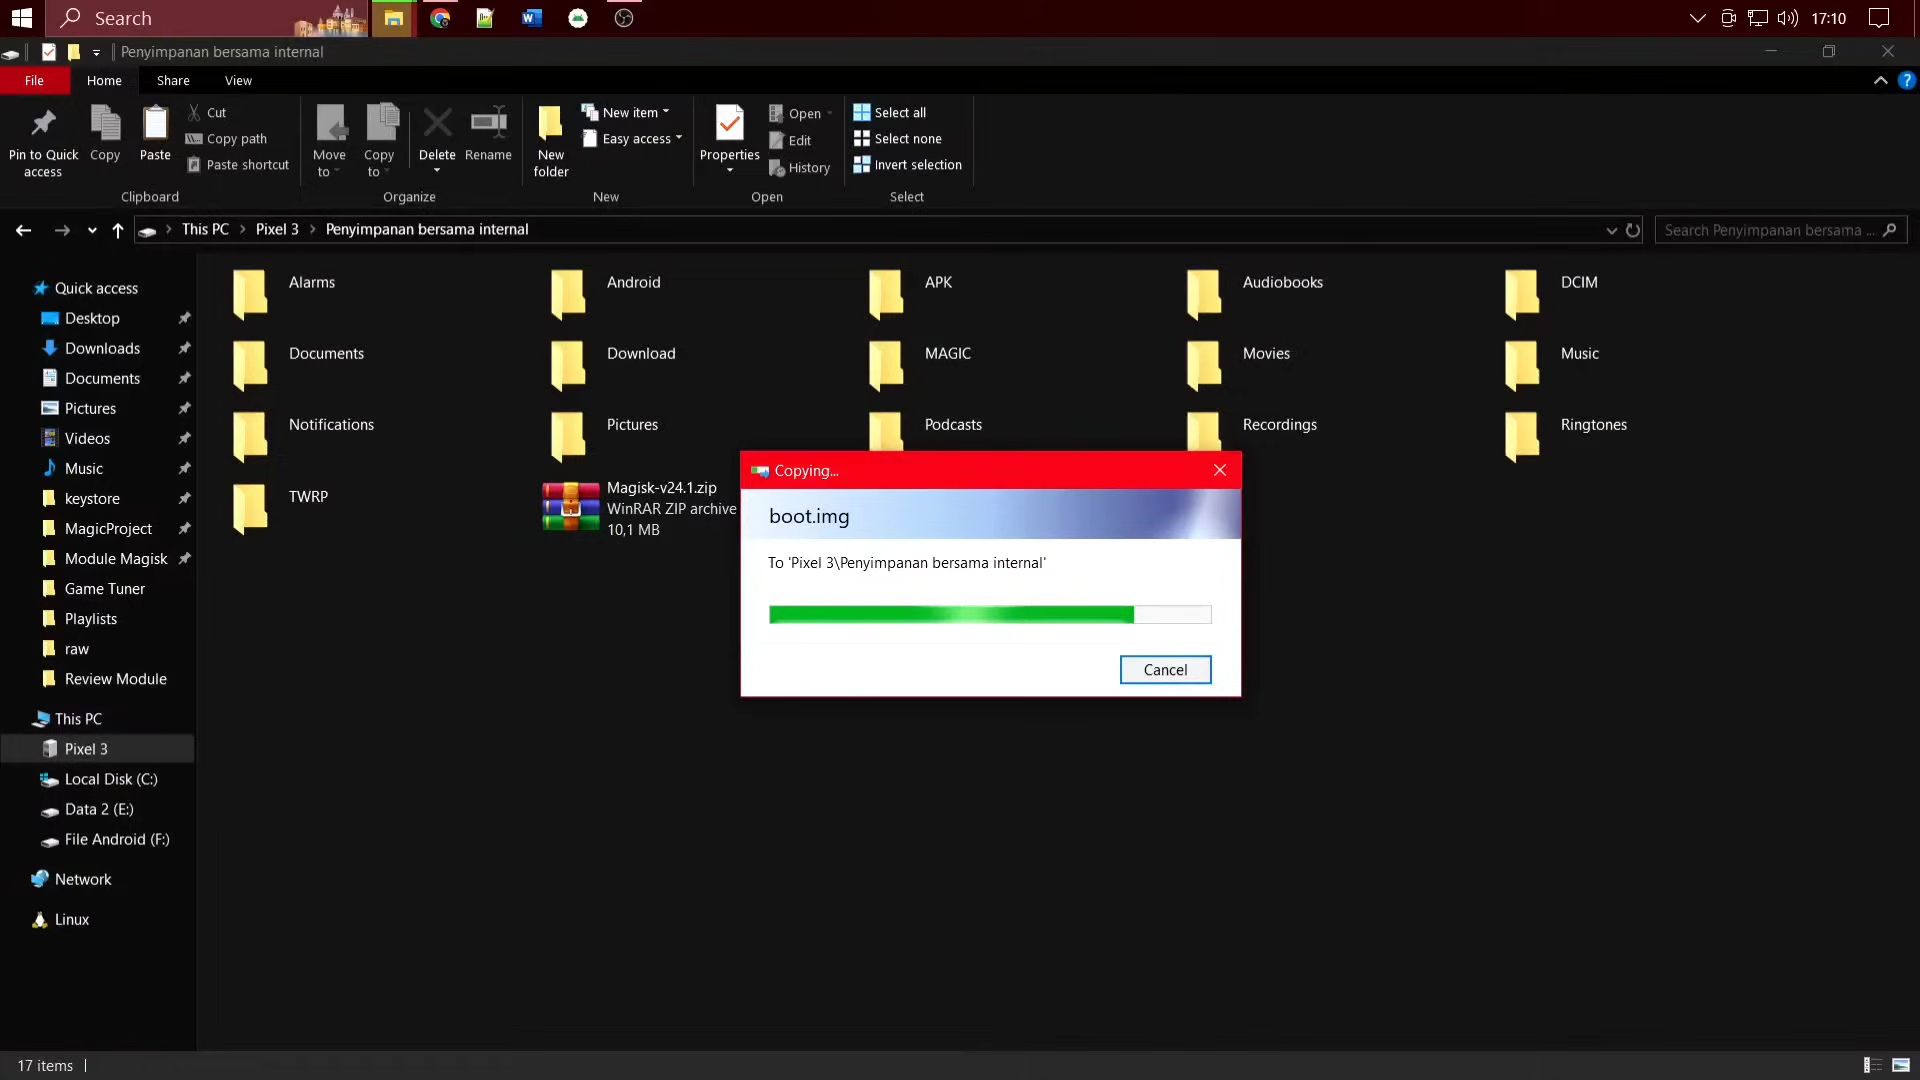 Search
17:10
Penyimpanan bersama internal
File
Home
Share
View
Pin to Quick
access
Copy
Paste
Cut
Copy path
Paste shortcut
Clipboard
Move
to
Copy
to
Delete
Rename
Organize
New
folder
New item
Easy access
New
Properties
Open
Edit
History
Open
Select all
Select none
Invert selection
Select
This PC > Pixel 3 > Penyimpanan bersama internal
Search Penyimpanan bersama ...
Quick access
Desktop
Downloads
Documents
Pictures
Videos
Music
keystore
MagicProject
Module Magisk
Game Tuner
Playlists
raw
Review Module
This PC
Pixel 3
Local Disk (C:)
Data 2 (E:)
File Android (F:)
Network
Linux
Alarms
Android
APK
Audiobooks
DCIM
Documents
Download
MAGIC
Movies
Music
Notifications
Pictures
Podcasts
Recordings
Ringtones
TWRP
Magisk-v24.1.zip
WinRAR ZIP archive
10,1 MB
Copying...
boot.img
To 'Pixel 3\Penyimpanan bersama internal'
Cancel
17 items